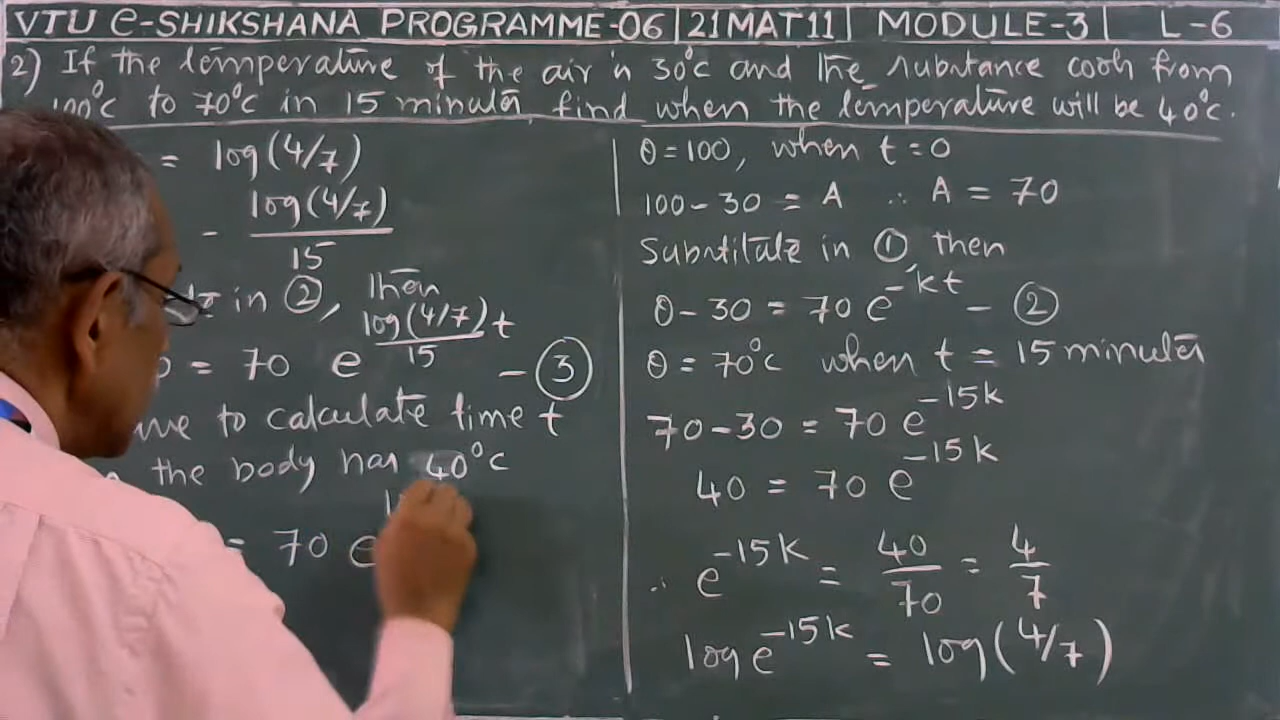 VTU e-SHIKSHANA PROGRAMME-06 | 21MAT11 | MODULE-3 | L-6
2) If the temperature of the air is 30°C and the substance cools from
100°C to 70°C in 15 minutes, find when the temperature will be 40°C.
= log(4/7)
- log(4/7)
15
in ②, then
= 70 e log(4/7)/15 t - ③
to calculate time t
the body has 40°C
= 70 e
θ = 100, when t = 0
100 - 30 = A ∴ A = 70
Substitute in ①, then
θ - 30 = 70 e^-kt - ②
θ = 70°C when t = 15 minutes
70 - 30 = 70 e^-15k
40 = 70 e^-15k
∴ e^-15k = 40/70 = 4/7
log e^-15k = log(4/7)